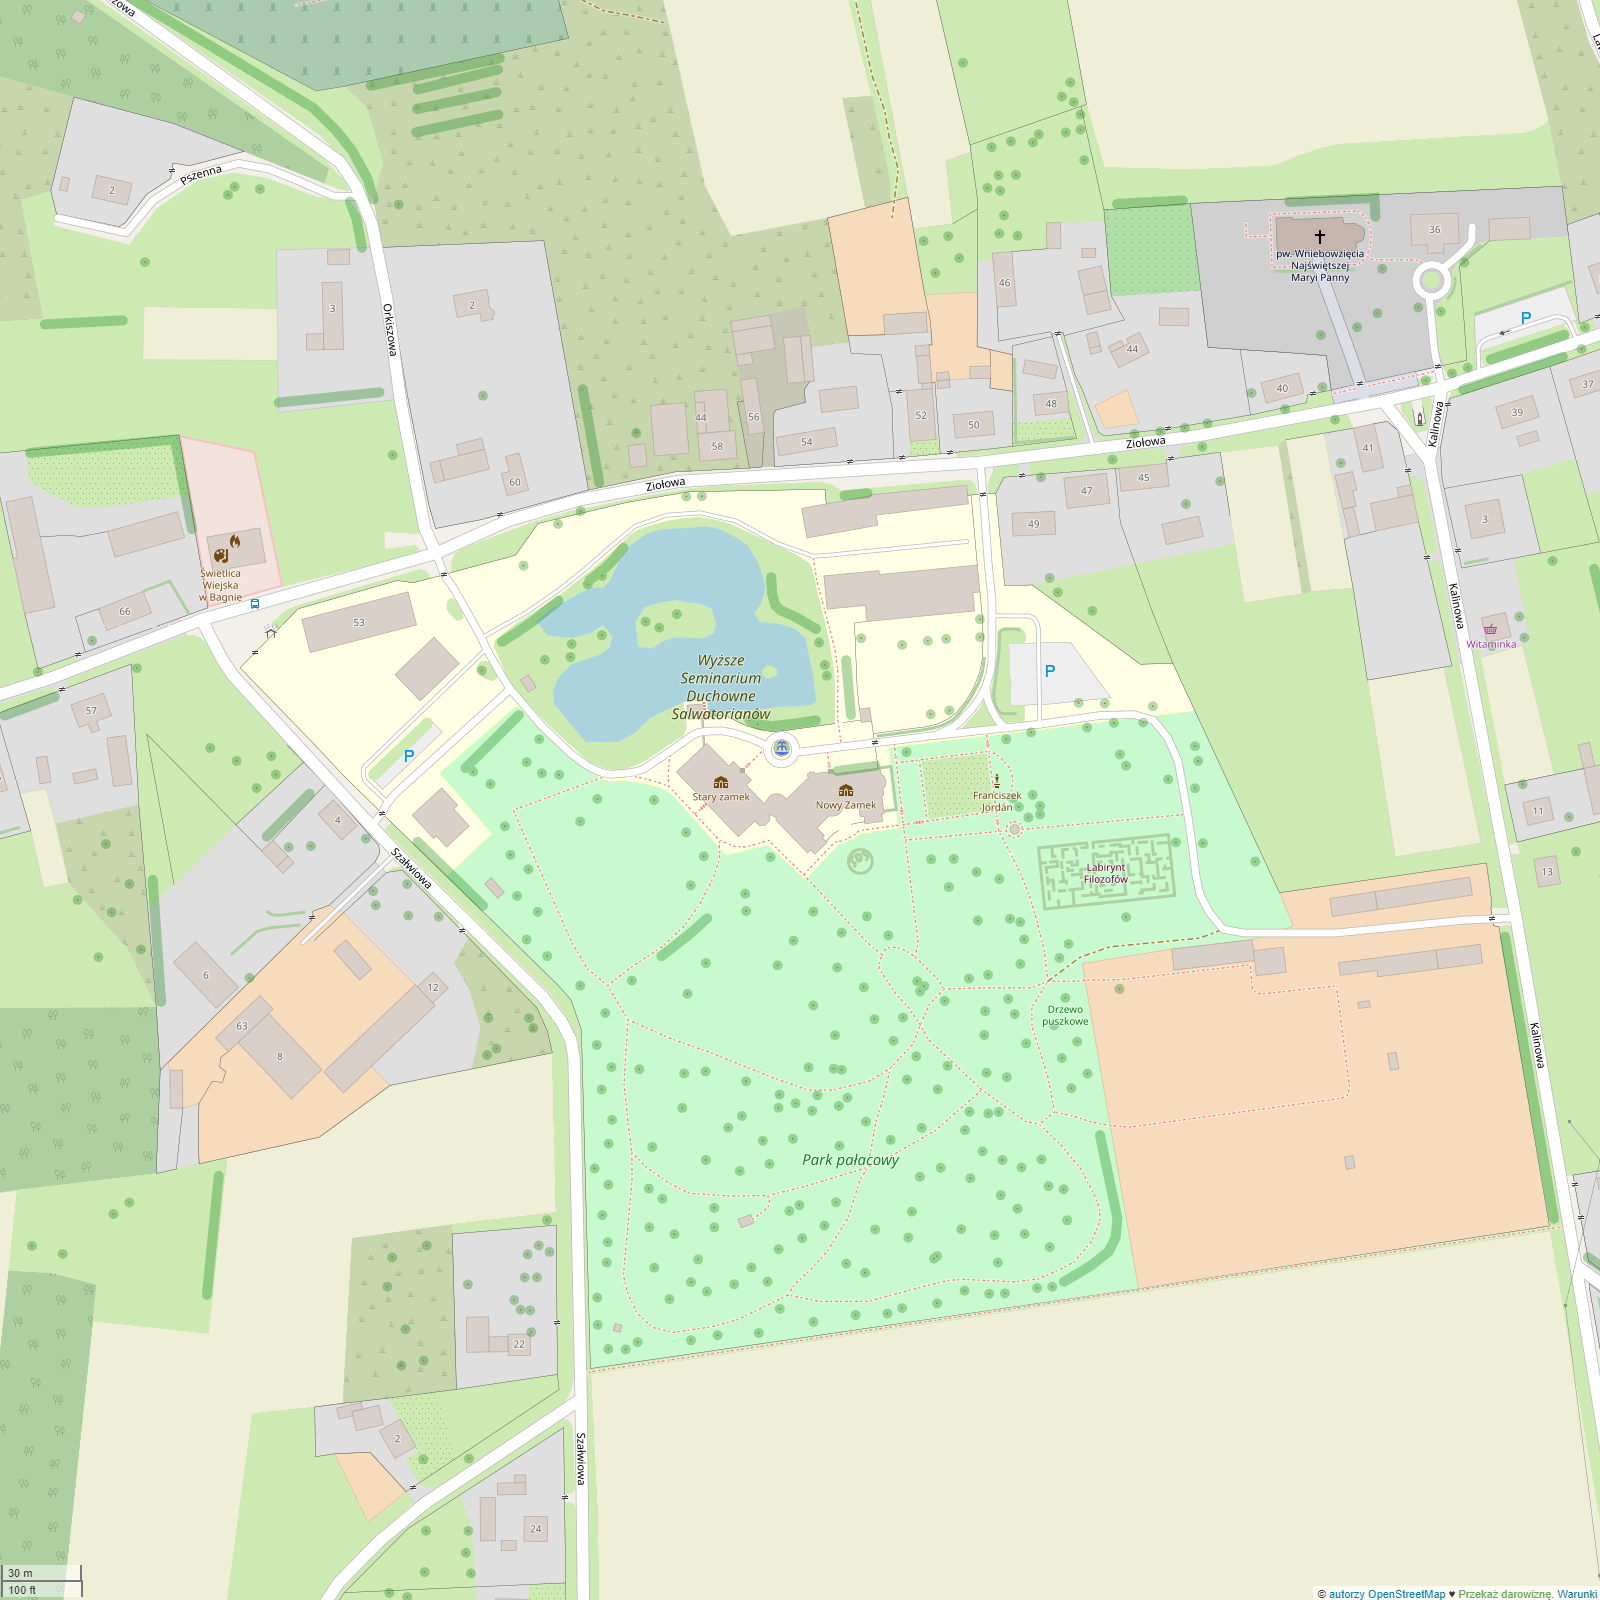 zowa
2
Pszenna
36
pw. Wniebowzięcia
Najświętszej
Maryi Panny
P
3
2
Orkiszowa
46
44
40
37
39
41
48
50
52
54
56
44
58
60
Ziołowa
Ziołowa
Kalinowa
45
47
49
3
Świetlica
Wiejska
w Bagnie
66
53
Kalinowa
Witaminka
Wyższe
Seminarium
Duchowne
Salwatorianów
P
57
P
Stary zamek
Nowy Zamek
Franciszek
Jordán
4
11
13
Szałwiowa
Labirynt
Filozofów
6
12
63
8
Drzewo
puszkowe
Kalinowa
Park pałacowy
22
2
24
Szałwiowa
30 m
100 ft
© autorzy OpenStreetMap ♥ Przekaż darowiznę. Warunki